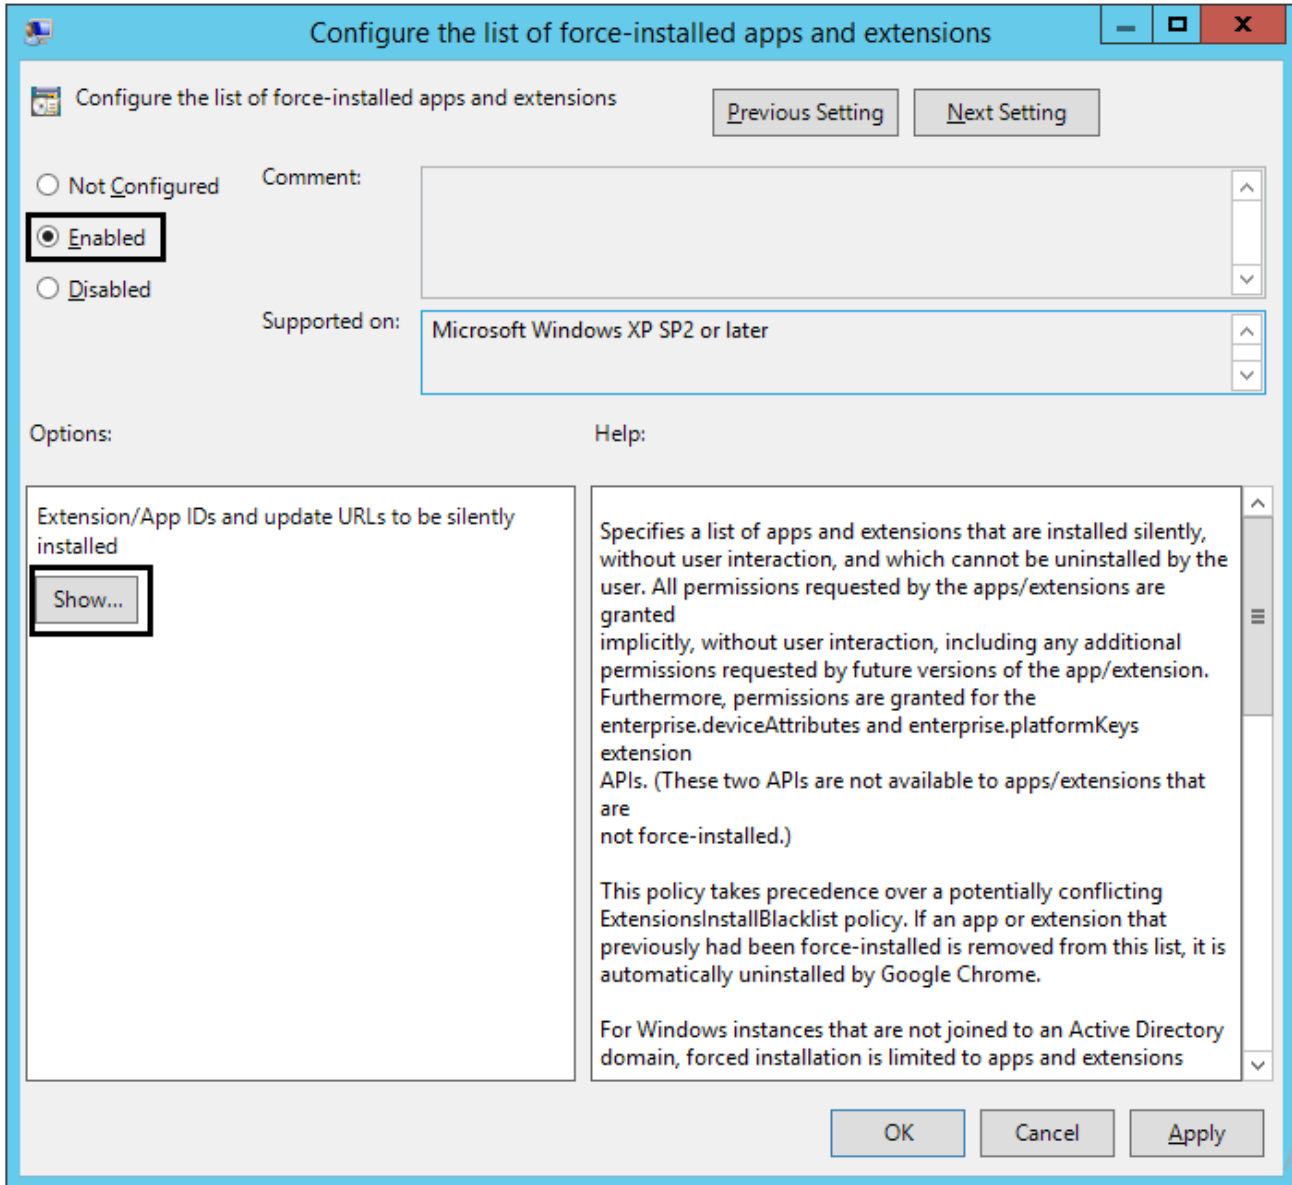 Configure the list of force-installed apps and extensions
Configure the list of force-installed apps and extensions
Previous Setting
Next Setting
Not Configured
Comment:
Enabled
Disabled
Supported on:
Microsoft Windows XP SP2 or later
Options:
Help:
Extension/App IDs and update URLs to be silently
installed
Show...
Specifies a list of apps and extensions that are installed silently,
without user interaction, and which cannot be uninstalled by the
user. All permissions requested by the apps/extensions are
granted
implicitly, without user interaction, including any additional
permissions requested by future versions of the app/extension.
Furthermore, permissions are granted for the
enterprise.deviceAttributes and enterprise.platformKeys
extension
APIs. (These two APIs are not available to apps/extensions that
are
not force-installed.)
This policy takes precedence over a potentially conflicting
ExtensionsInstallBlacklist policy. If an app or extension that
previously had been force-installed is removed from this list, it is
automatically uninstalled by Google Chrome.
For Windows instances that are not joined to an Active Directory
domain, forced installation is limited to apps and extensions
OK
Cancel
Apply